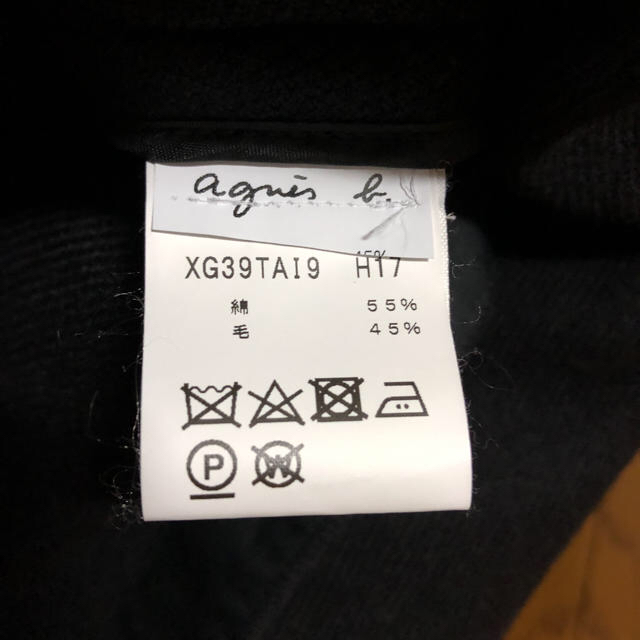 agnès b.
XG39TAI9 H17
綿 55%
毛 45%
P W